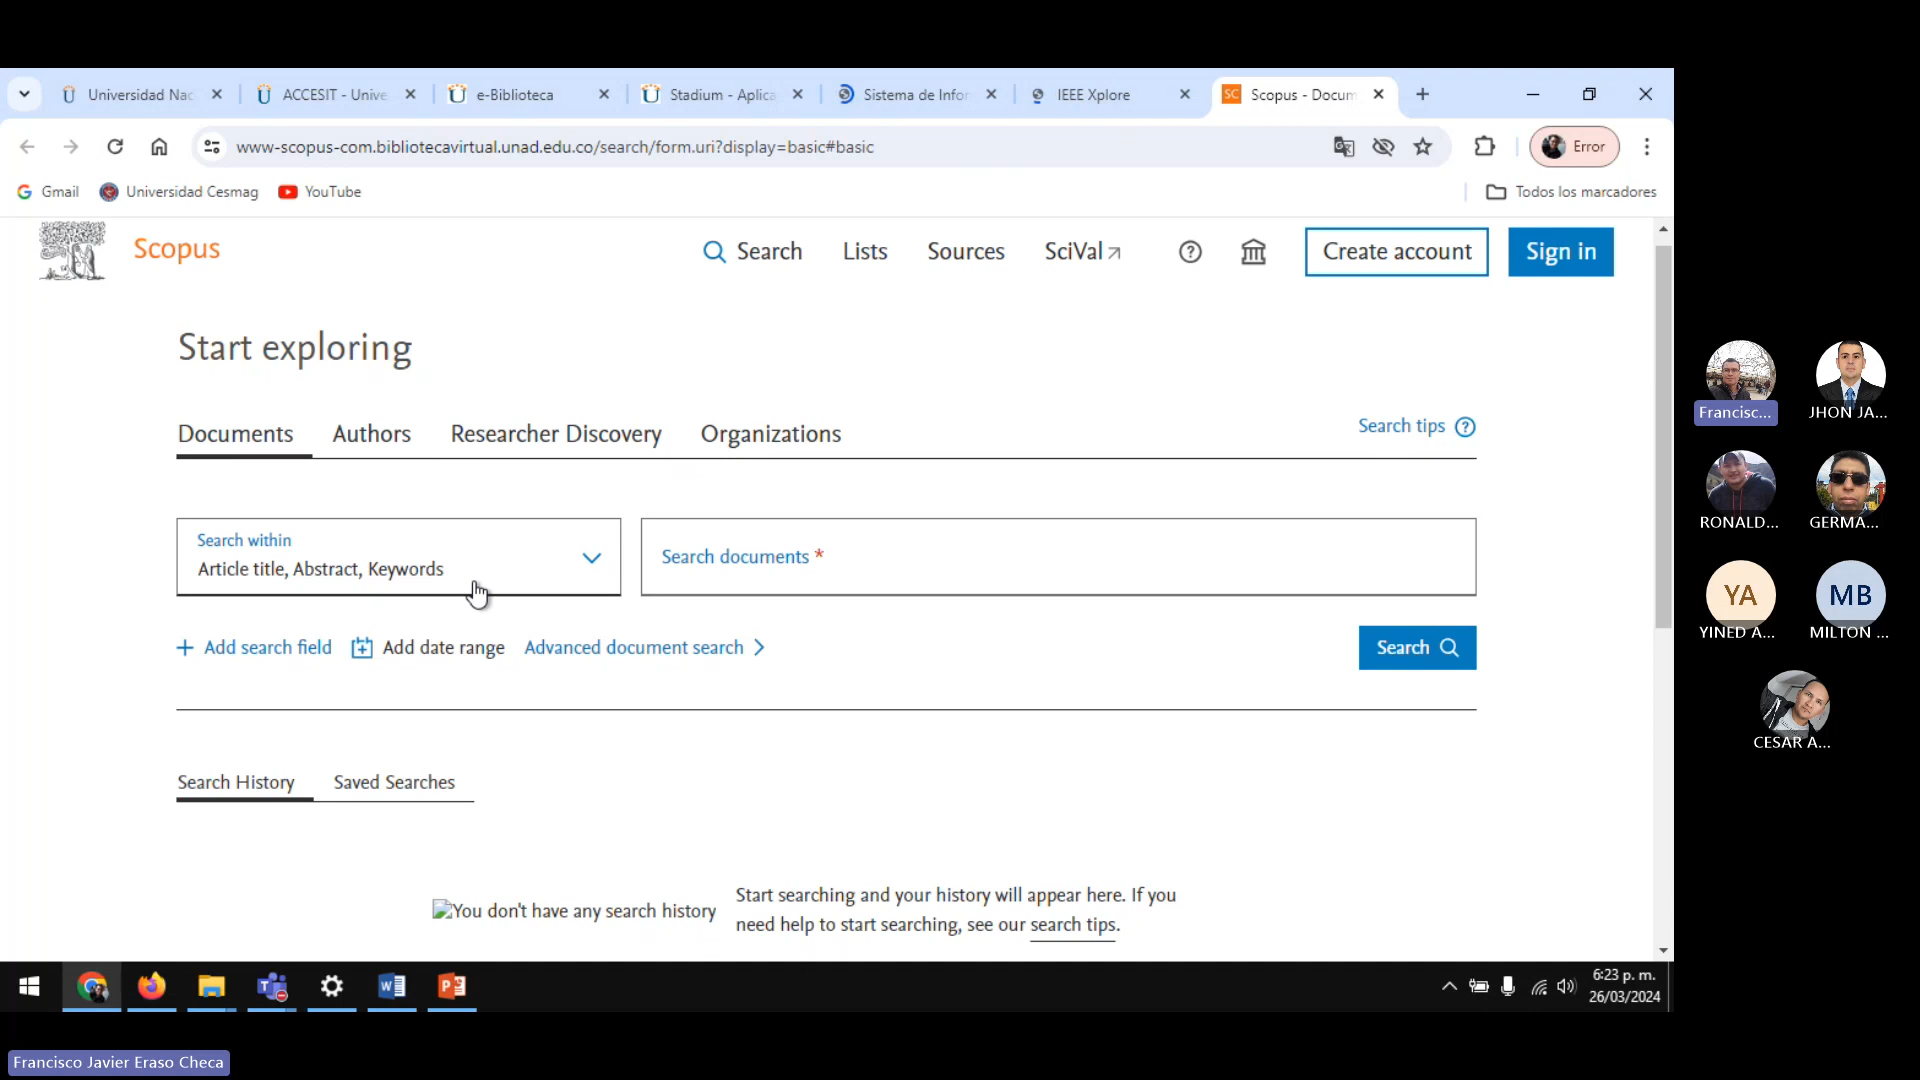 Universidad Nac
ACCESIT - Unive
e-Biblioteca
Stadium - Aplica
Sistema de Infor
IEEE Xplore
SC
Scopus - Docum
www-scopus-com.bibliotecavirtual.unad.edu.co/search/form.uri?display=basic#basic
Error
Gmail
Universidad Cesmag
YouTube
Todos los marcadores
Scopus
Search
Lists
Sources
SciVal
Create account
Sign in
Start exploring
Documents
Authors
Researcher Discovery
Organizations
Search tips
Search within
Article title, Abstract, Keywords
Search documents *
Add search field
Add date range
Advanced document search
Search
Search History
Saved Searches
You don't have any search history
Start searching and your history will appear here. If you
need help to start searching, see our search tips.
6:23 p. m.
26/03/2024
Francisc...
JHON JA...
RONALD...
GERMA...
YA
YINED A...
MB
MILTON ...
CESAR A...
Francisco Javier Eraso Checa